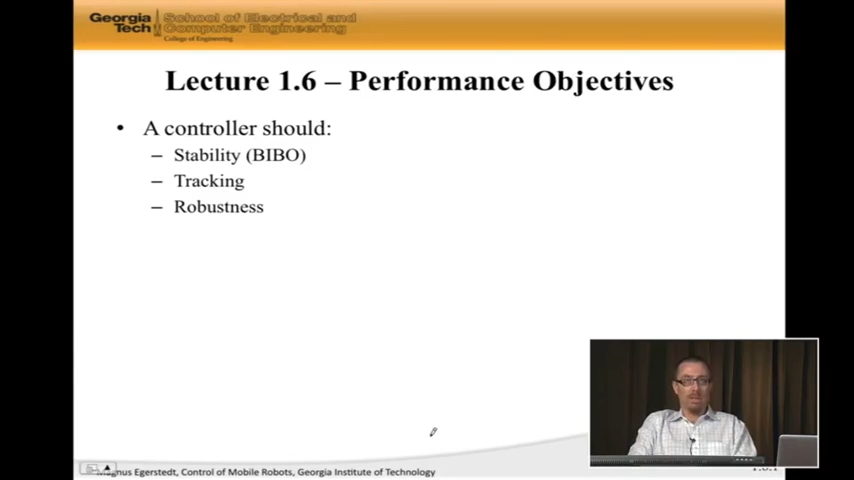 Georgia Tech
School of Electrical and Computer Engineering
College of Engineering
Lecture 1.6 – Performance Objectives
• A controller should:
– Stability (BIBO)
– Tracking
– Robustness
Magnus Egerstedt, Control of Mobile Robots, Georgia Institute of Technology